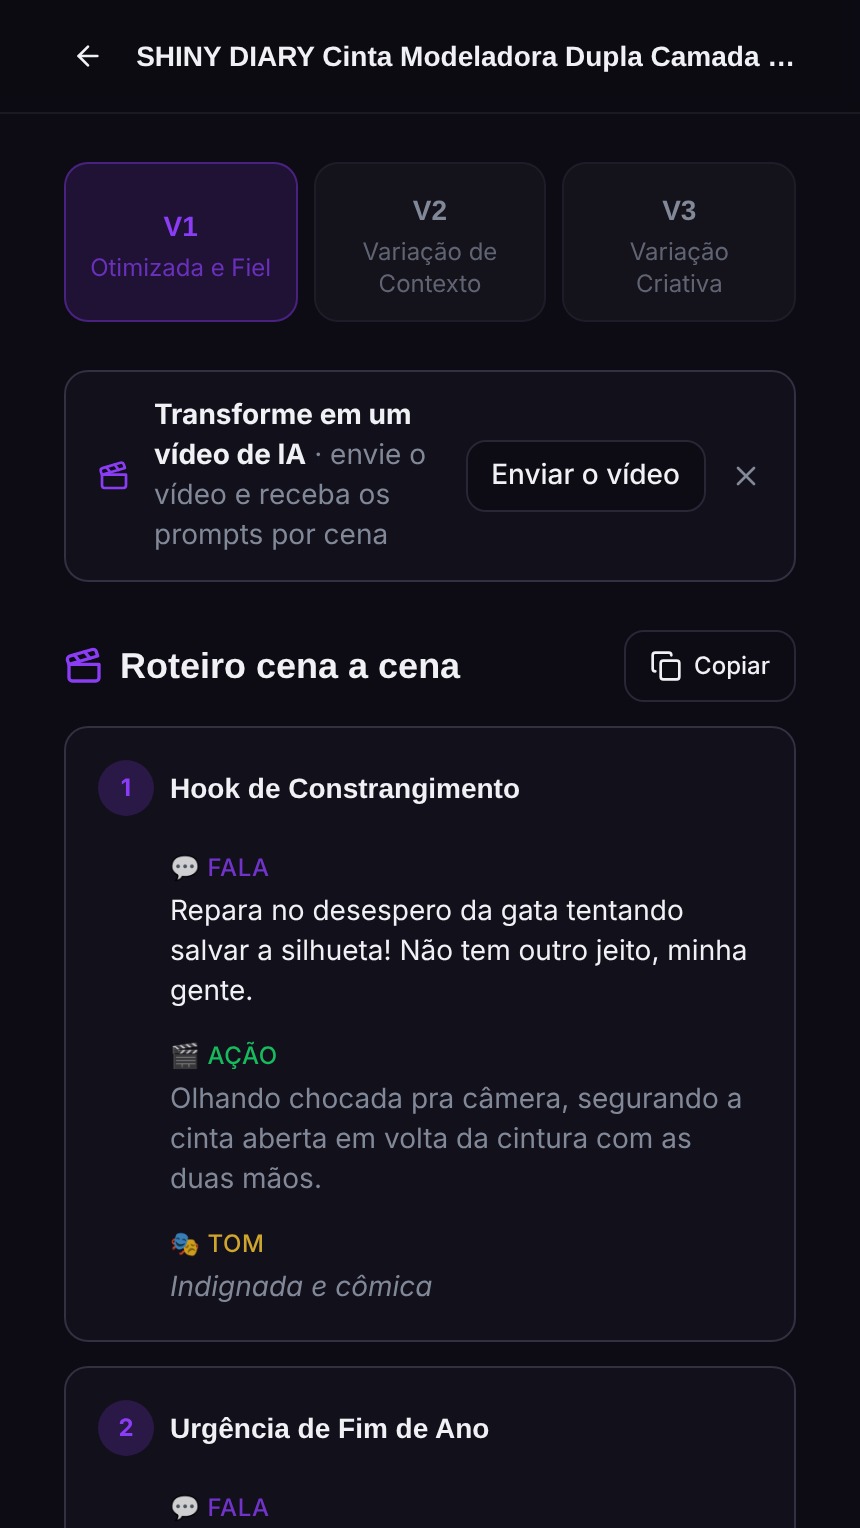 SHINY DIARY Cinta Modeladora Dupla Camada ...
V1
Otimizada e Fiel
V2
Variação de
Contexto
V3
Variação
Criativa
Transforme em um
vídeo de IA · envie o
vídeo e receba os
prompts por cena
Enviar o vídeo
Roteiro cena a cena
Copiar
1
Hook de Constrangimento
💬 FALA
Repara no desespero da gata tentando
salvar a silhueta! Não tem outro jeito, minha
gente.
🎬 AÇÃO
Olhando chocada pra câmera, segurando a
cinta aberta em volta da cintura com as
duas mãos.
🎭 TOM
Indignada e cômica
2
Urgência de Fim de Ano
💬 FALA